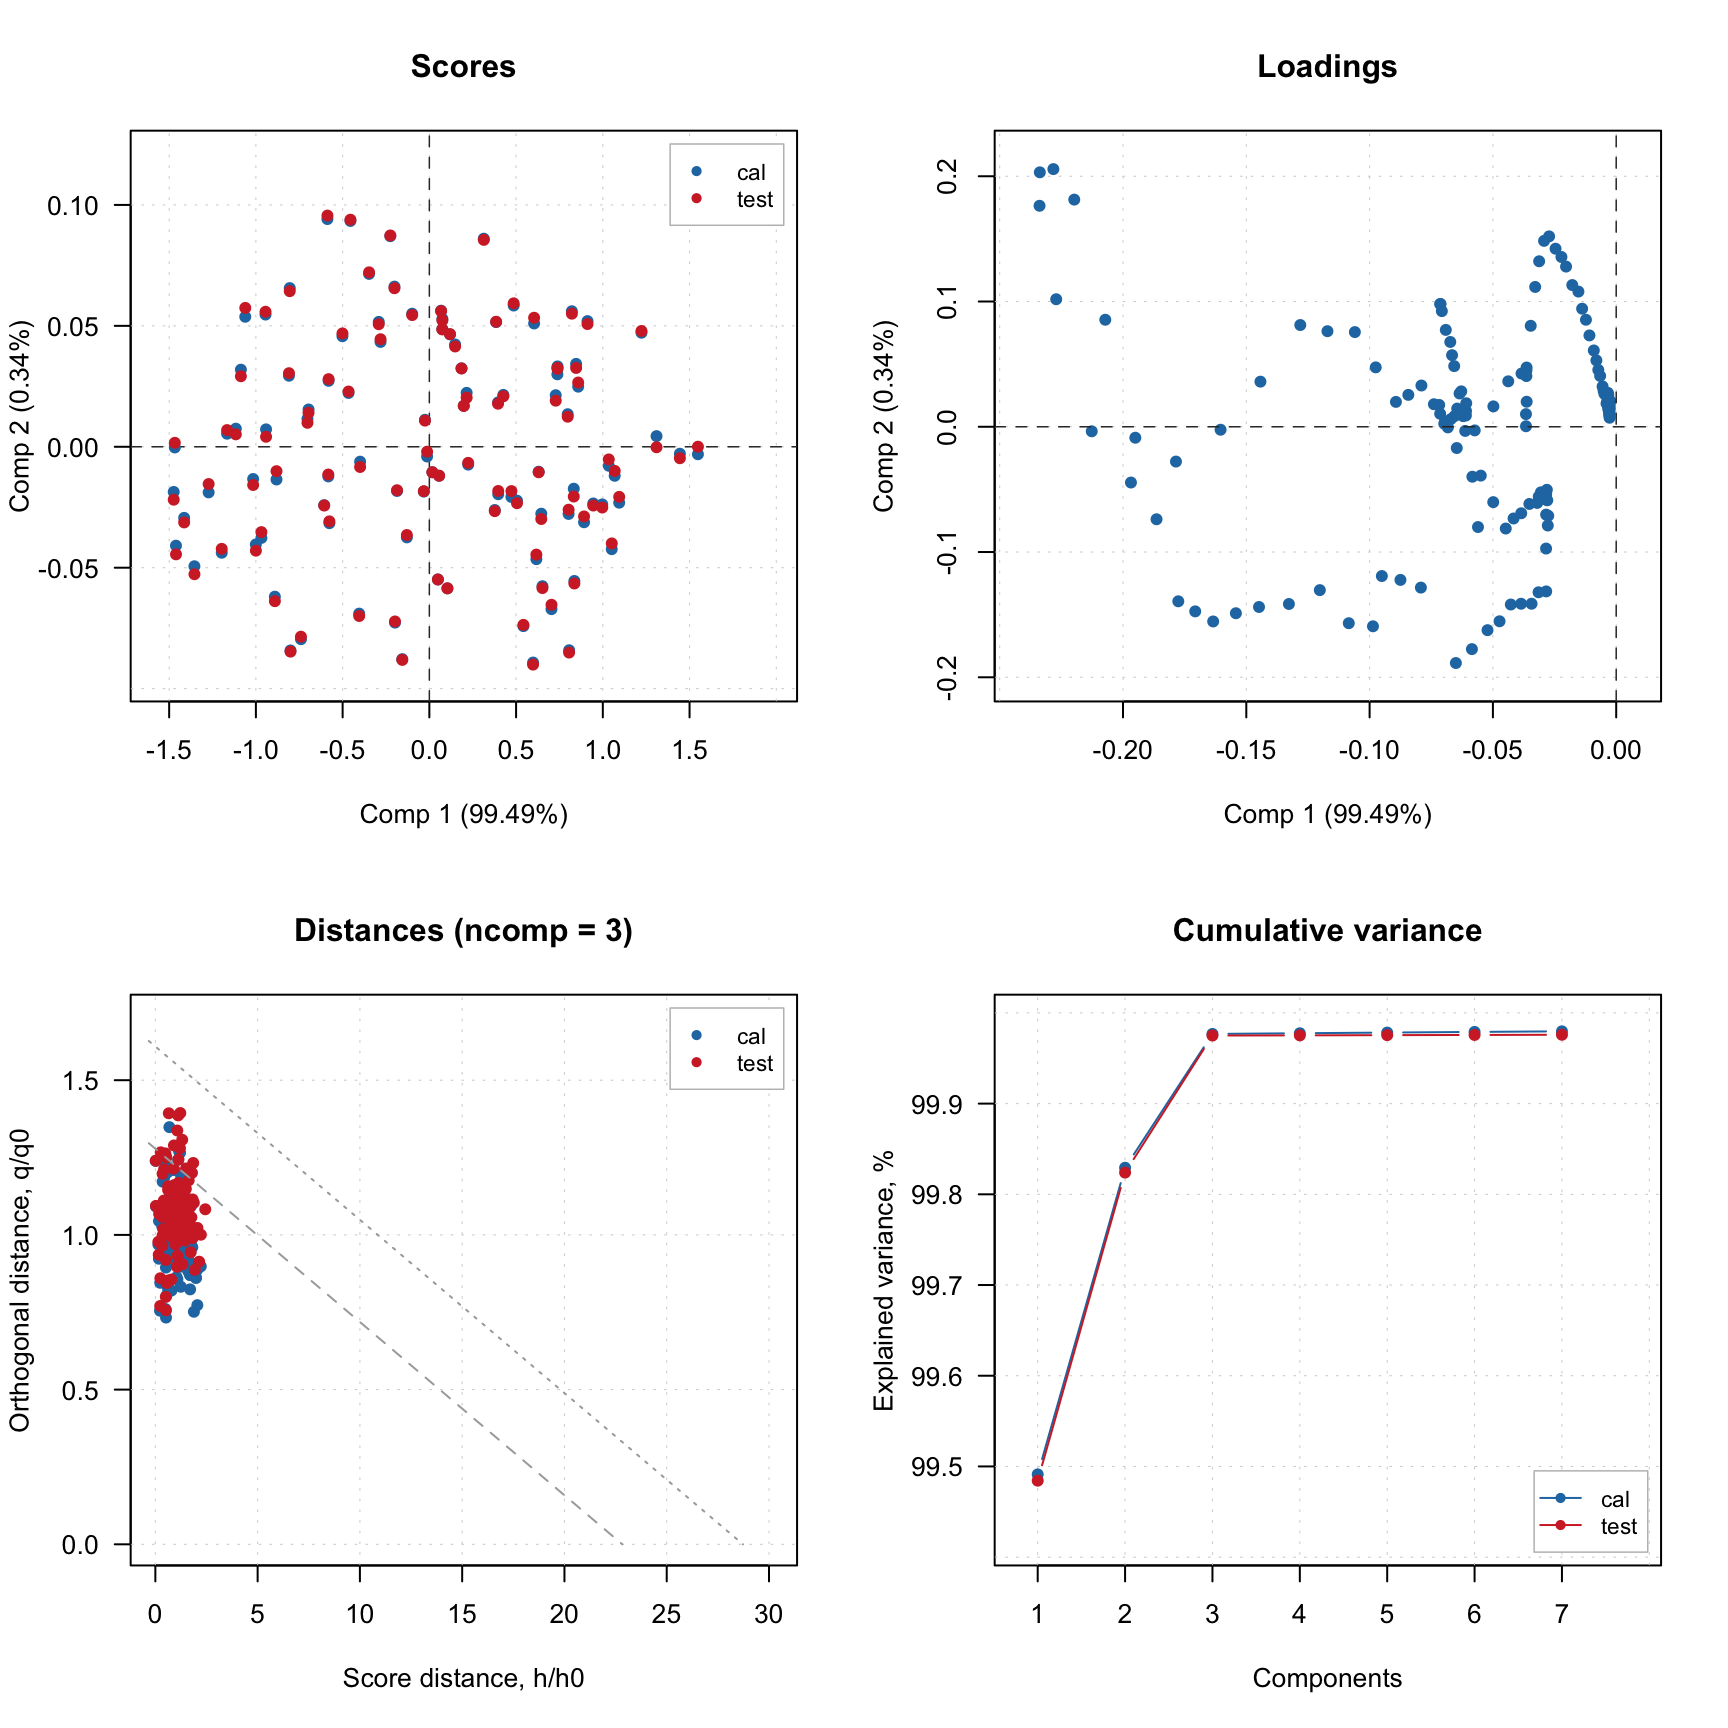 Scores
cal
test
0.10
0.05
0.00
-0.05
Comp 2 (0.34%)
-1.5 -1.0 -0.5 0.0 0.5 1.0 1.5
Comp 1 (99.49%)
Loadings
0.2
0.1
0.0
-0.1
-0.2
Comp 2 (0.34%)
-0.20 -0.15 -0.10 -0.05 0.00
Comp 1 (99.49%)
Distances (ncomp = 3)
cal
test
1.5
1.0
0.5
0.0
Orthogonal distance, q/q0
0 5 10 15 20 25 30
Score distance, h/h0
Cumulative variance
99.9
99.8
99.7
99.6
99.5
Explained variance, %
cal
test
1 2 3 4 5 6 7
Components